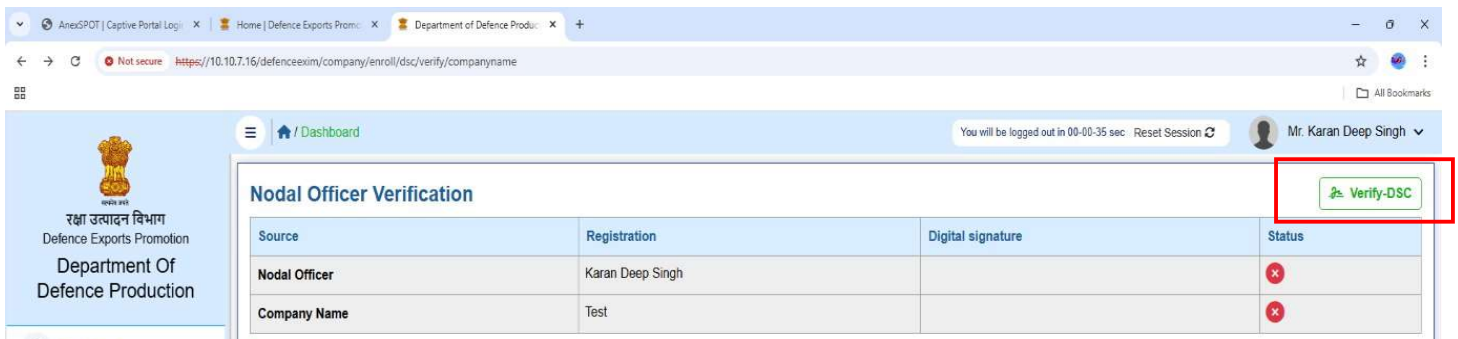 AnexSPOT | Captive Portal Logi
Home | Defence Exports Promo
Department of Defence Produc
Not secure https://10.10.7.16/defenceexim/company/enroll/dsc/verify/companyname
All Bookmarks
/ Dashboard
You will be logged out in 00-00-35 sec Reset Session
Mr. Karan Deep Singh
सत्यमेव जयते
रक्षा उत्पादन विभाग
Defence Exports Promotion
Department Of
Defence Production
Nodal Officer Verification
Verify-DSC
Source Registration Digital signature Status
Nodal Officer Karan Deep Singh
Company Name Test